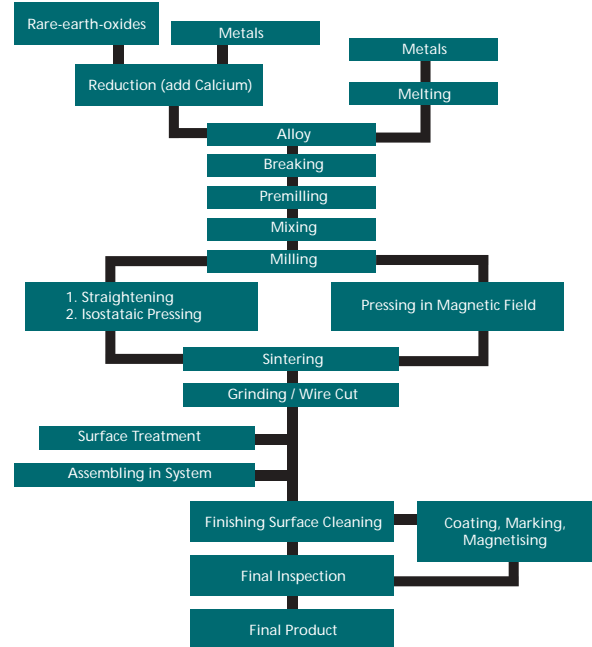 Rare-earth-oxides
Metals
Metals
Reduction (add Calcium)
Melting
Alloy
Breaking
Premilling
Mixing
Milling
1. Straightening
2. Isostataic Pressing
Pressing in Magnetic Field
Sintering
Grinding / Wire Cut
Surface Treatment
Assembling in System
Finishing Surface Cleaning
Coating, Marking,
Magnetising
Final Inspection
Final Product